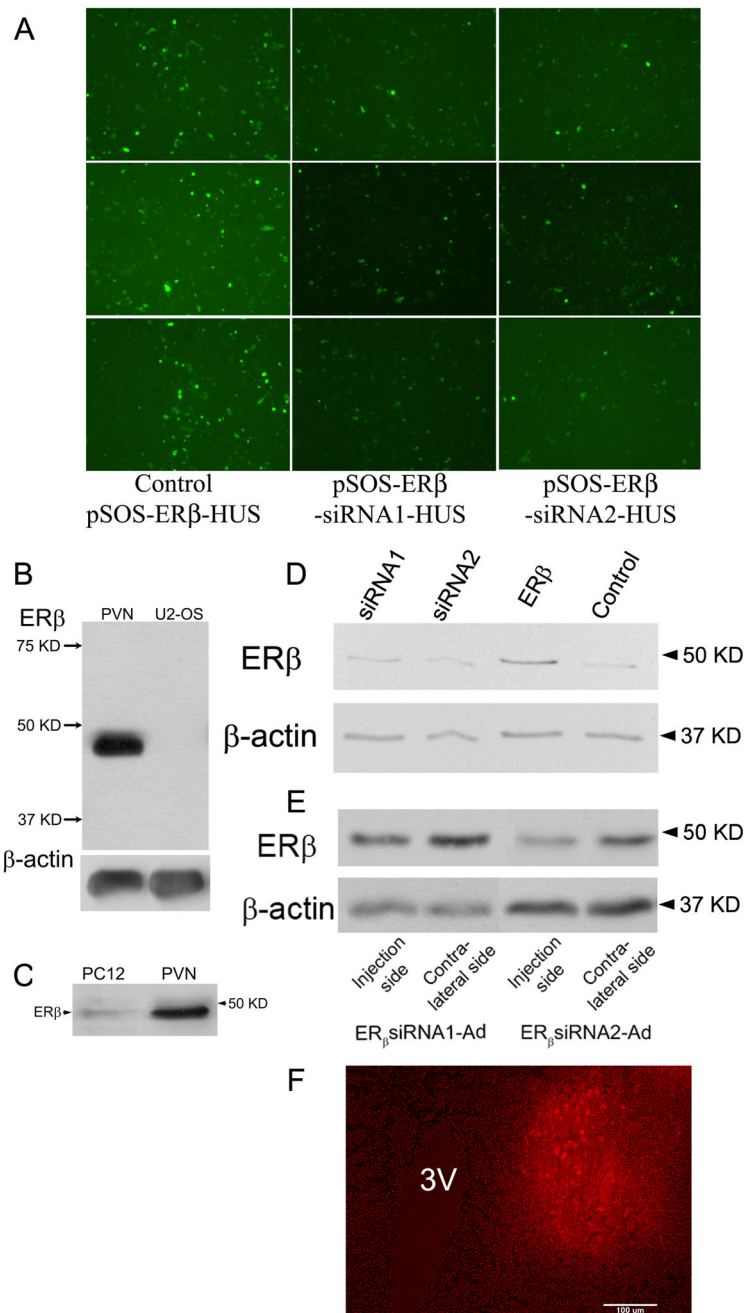 A
Control
pSOS-ERβ-HUS
pSOS-ERβ
-siRNA1-HUS
pSOS-ERβ
-siRNA2-HUS
B
ERβ
PVN
U2-OS
75 KD
50 KD
37 KD
β-actin
C
PC12
PVN
ERβ
50 KD
D
siRNA1
siRNA2
ERβ
Control
ERβ
50 KD
β-actin
37 KD
E
ERβ
50 KD
β-actin
37 KD
Injection
side
Contra-
lateral side
Injection
side
Contra-
lateral side
ERβsiRNA1-Ad
ERβsiRNA2-Ad
F
3V
100 µm